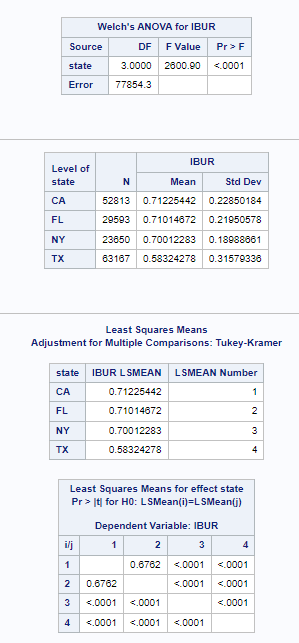 Welch's ANOVA for IBUR
Source DF F Value Pr > F
state 3.0000 2600.90 <.0001
Error 77854.3
Level of state N IBUR
Mean Std Dev
CA 52813 0.71225442 0.22850184
FL 29593 0.71014672 0.21950578
NY 23650 0.70012283 0.18988661
TX 63167 0.58324278 0.31579336
Least Squares Means
Adjustment for Multiple Comparisons: Tukey-Kramer
state IBUR LSMEAN LSMEAN Number
CA 0.71225442 1
FL 0.71014672 2
NY 0.70012283 3
TX 0.58324278 4
Least Squares Means for effect state
Pr > |t| for H0: LSMean(i)=LSMean(j)
Dependent Variable: IBUR
i/j 1 2 3 4
1 0.6762 <.0001 <.0001
2 0.6762 <.0001 <.0001
3 <.0001 <.0001 <.0001
4 <.0001 <.0001 <.0001